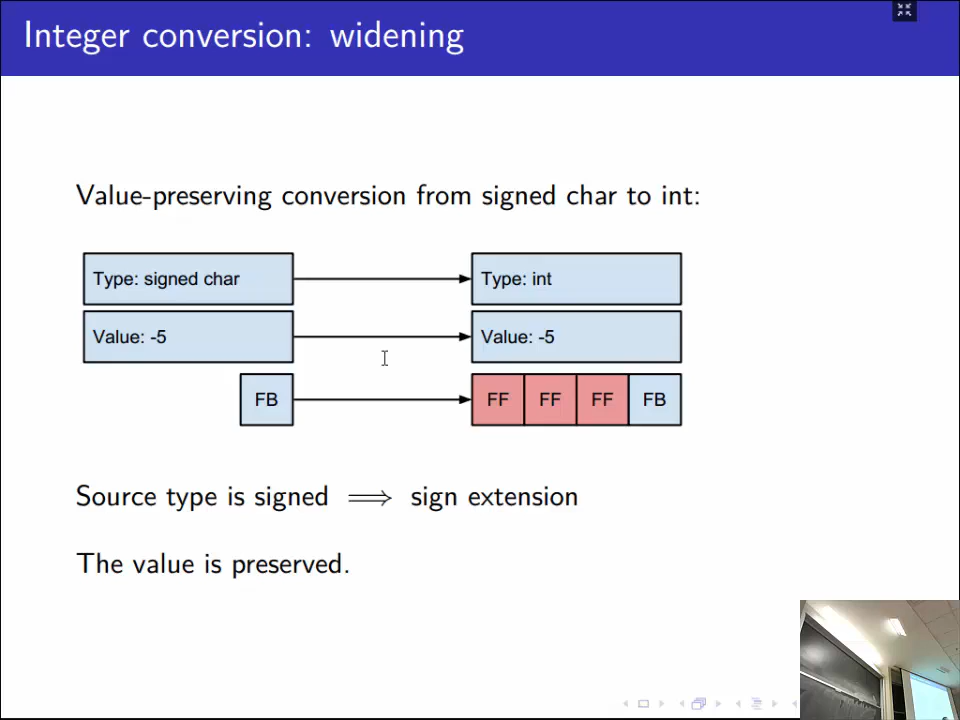 Integer conversion: widening
Value-preserving conversion from signed char to int:
Type: signed char
Type: int
Value: -5
Value: -5
FB
FF FF FF FB
Source type is signed ⟹ sign extension
The value is preserved.